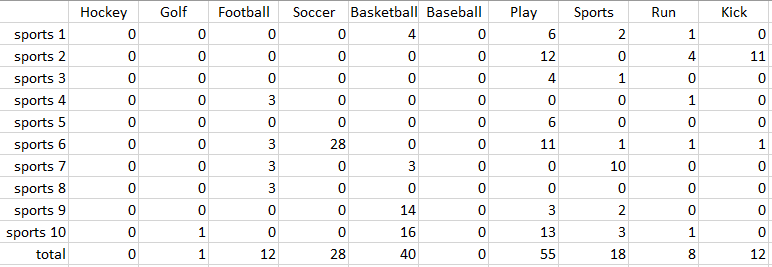 Hockey Golf Football Soccer Basketball Baseball Play Sports Run Kick
sports 1 0 0 0 0 4 0 6 2 1 0
sports 2 0 0 0 0 0 0 12 0 4 11
sports 3 0 0 0 0 0 0 4 1 0 0
sports 4 0 0 3 0 0 0 0 0 1 0
sports 5 0 0 0 0 0 0 6 0 0 0
sports 6 0 0 3 28 0 0 11 1 1 1
sports 7 0 0 3 0 3 0 0 10 0 0
sports 8 0 0 3 0 0 0 0 0 0 0
sports 9 0 0 0 0 14 0 3 2 0 0
sports 10 0 1 0 0 16 0 13 3 1 0
total 0 1 12 28 40 0 55 18 8 12